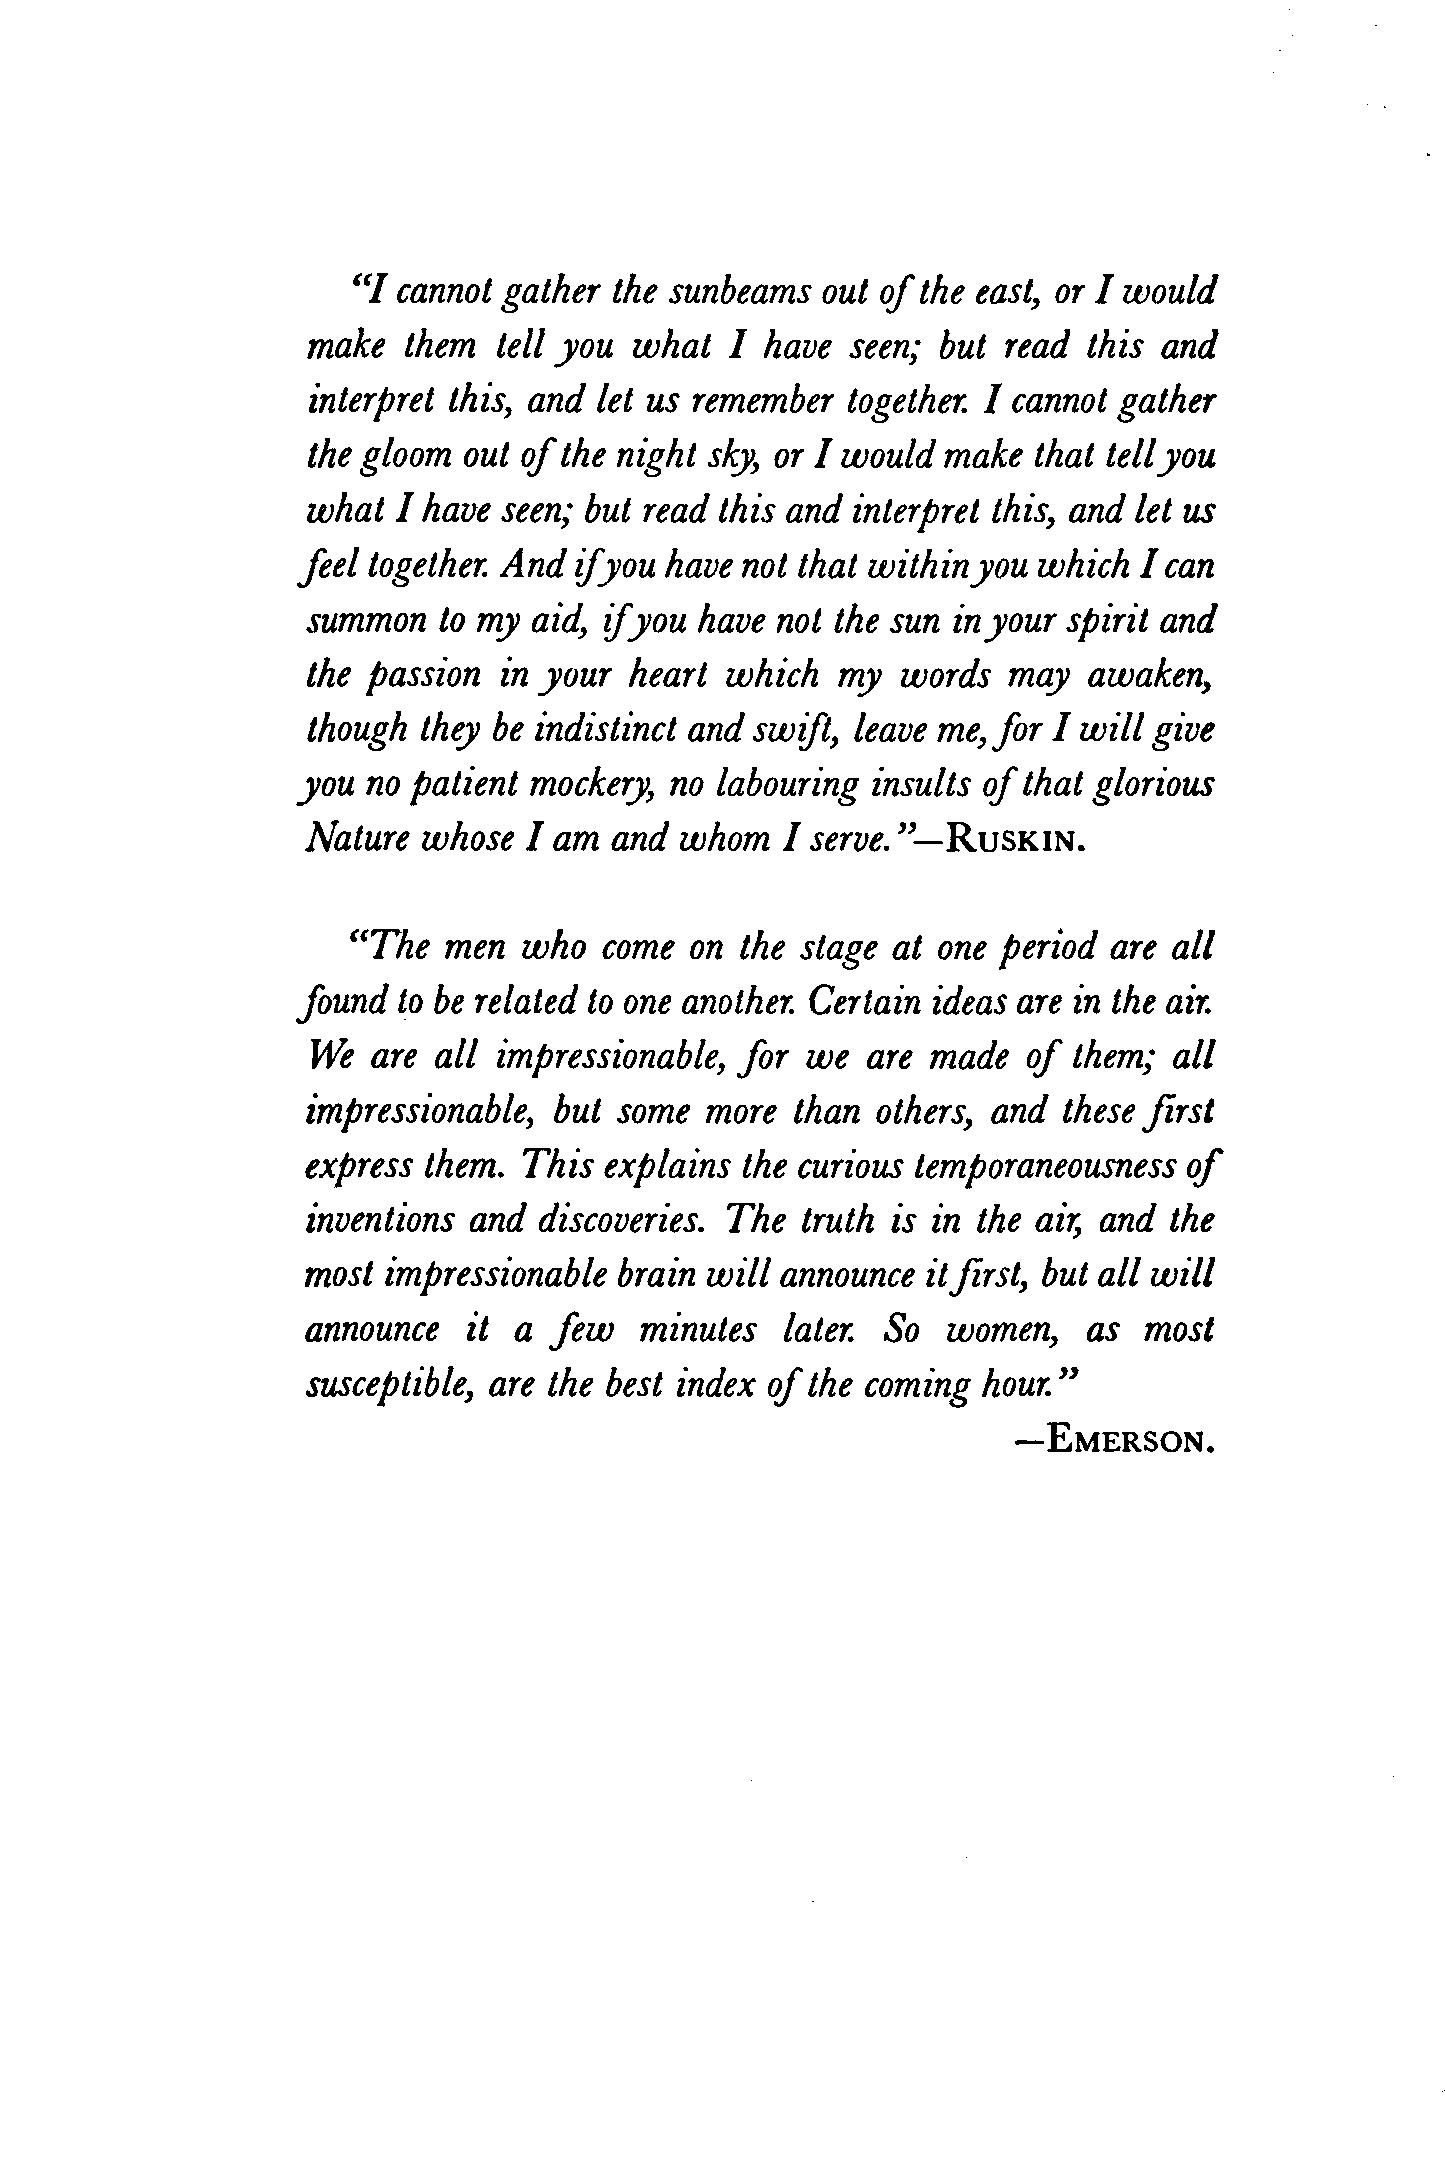 “I cannot gather the sunbeams out of the east, or I would
make them tell you what I have seen; but read this and
interpret this, and let us remember together. I cannot gather
the gloom out of the night sky, or I would make that tell you
what I have seen; but read this and interpret this, and let us
feel together. And if you have not that within you which I can
summon to my aid, if you have not the sun in your spirit and
the passion in your heart which my words may awaken,
though they be indistinct and swift, leave me, for I will give
you no patient mockery, no labouring insults of that glorious
Nature whose I am and whom I serve.”—RUSKIN.
“The men who come on the stage at one period are all
found to be related to one another. Certain ideas are in the air.
We are all impressionable, for we are made of them; all
impressionable, but some more than others, and these first
express them. This explains the curious temporaneousness of
inventions and discoveries. The truth is in the air, and the
most impressionable brain will announce it first, but all will
announce it a few minutes later. So women, as most
susceptible, are the best index of the coming hour.”
—EMERSON.